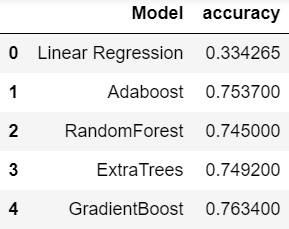 Model accuracy
0 Linear Regression 0.334265
1 Adaboost 0.753700
2 RandomForest 0.745000
3 ExtraTrees 0.749200
4 GradientBoost 0.763400